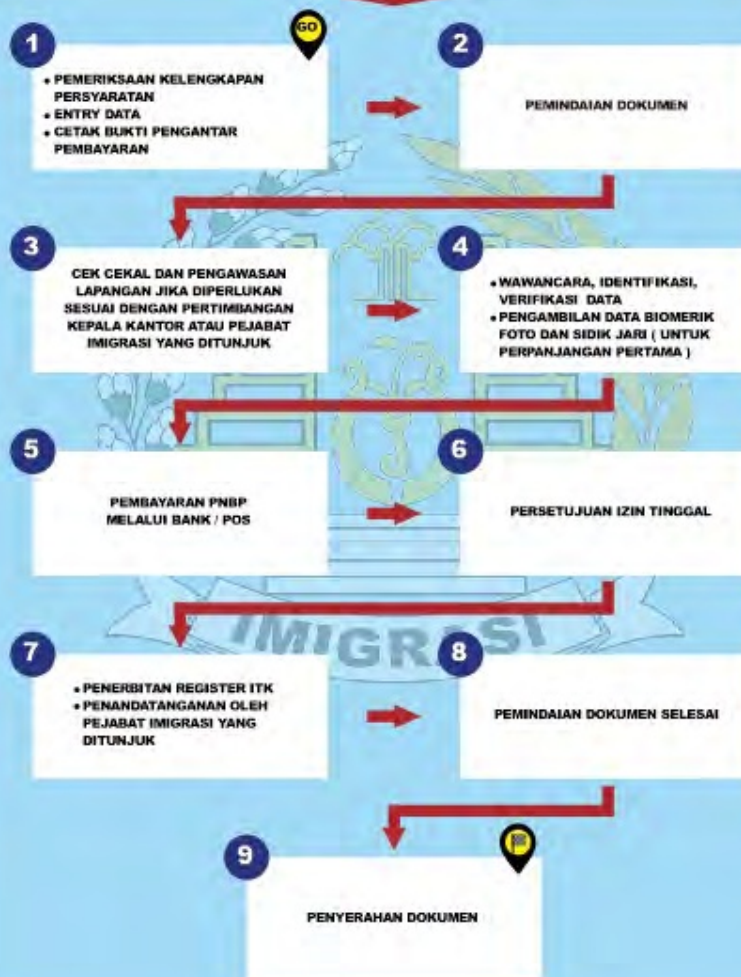 GO
1
• PEMERIKSAAN KELENGKAPAN
PERSYARATAN
• ENTRY DATA
• CETAK BUKTI PENGANTAR
PEMBAYARAN
2
PEMINDAIAN DOKUMEN
3
CEK CEKAL DAN PENGAWASAN
LAPANGAN JIKA DIPERLUKAN
SESUAI DENGAN PERTIMBANGAN
KEPALA KANTOR ATAU PEJABAT
IMIGRASI YANG DITUNJUK
4
• WAWANCARA, IDENTIFIKASI,
VERIFIKASI DATA
• PENGAMBILAN DATA BIOMERIK
FOTO DAN SIDIK JARI ( UNTUK
PERPANJANGAN PERTAMA )
5
PEMBAYARAN PNBP
MELALUI BANK / POS
6
PERSETUJUAN IZIN TINGGAL
IMIGRASI
7
• PENERBITAN REGISTER ITK
• PENANDATANGANAN OLEH
PEJABAT IMIGRASI YANG
DITUNJUK
8
PEMINDAIAN DOKUMEN SELESAI
9
PENYERAHAN DOKUMEN